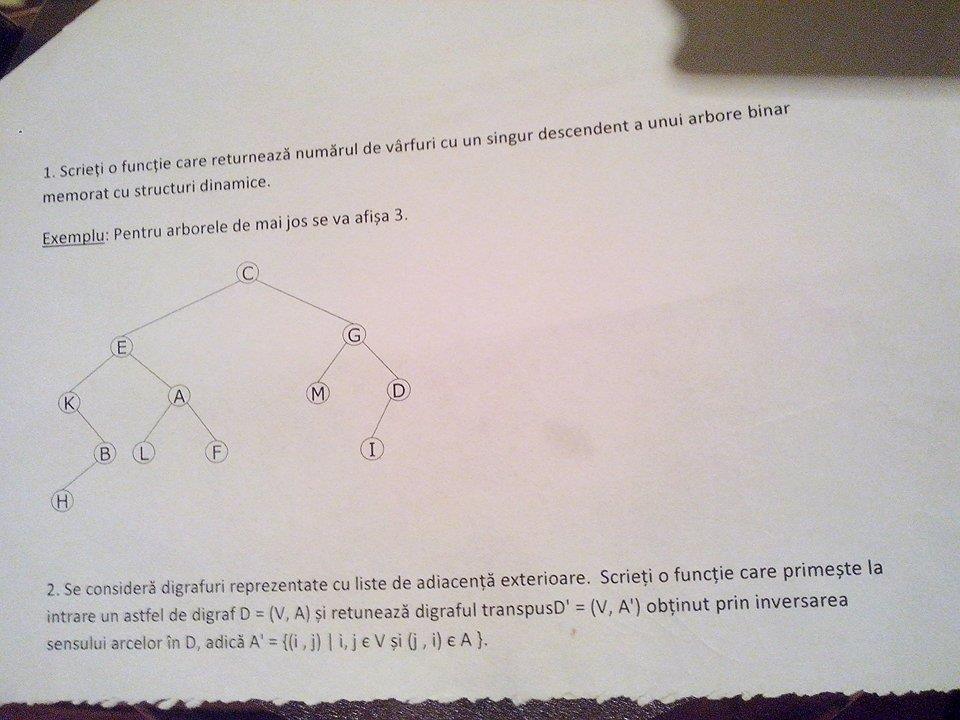 1. Scrieți o funcție care returnează numărul de vârfuri cu un singur descendent a unui arbore binar
memorat cu structuri dinamice.
Exemplu: Pentru arborele de mai jos se va afișa 3.
C
E G
K A M D
B L F I
H
2. Se consideră digrafuri reprezentate cu liste de adiacență exterioare. Scrieți o funcție care primește la
intrare un astfel de digraf D = (V, A) și retunează digraful transpusD' = (V, A') obținut prin inversarea
sensului arcelor în D, adică A' = {(i , j) | i, j ϵ V și (j , i) ϵ A }.